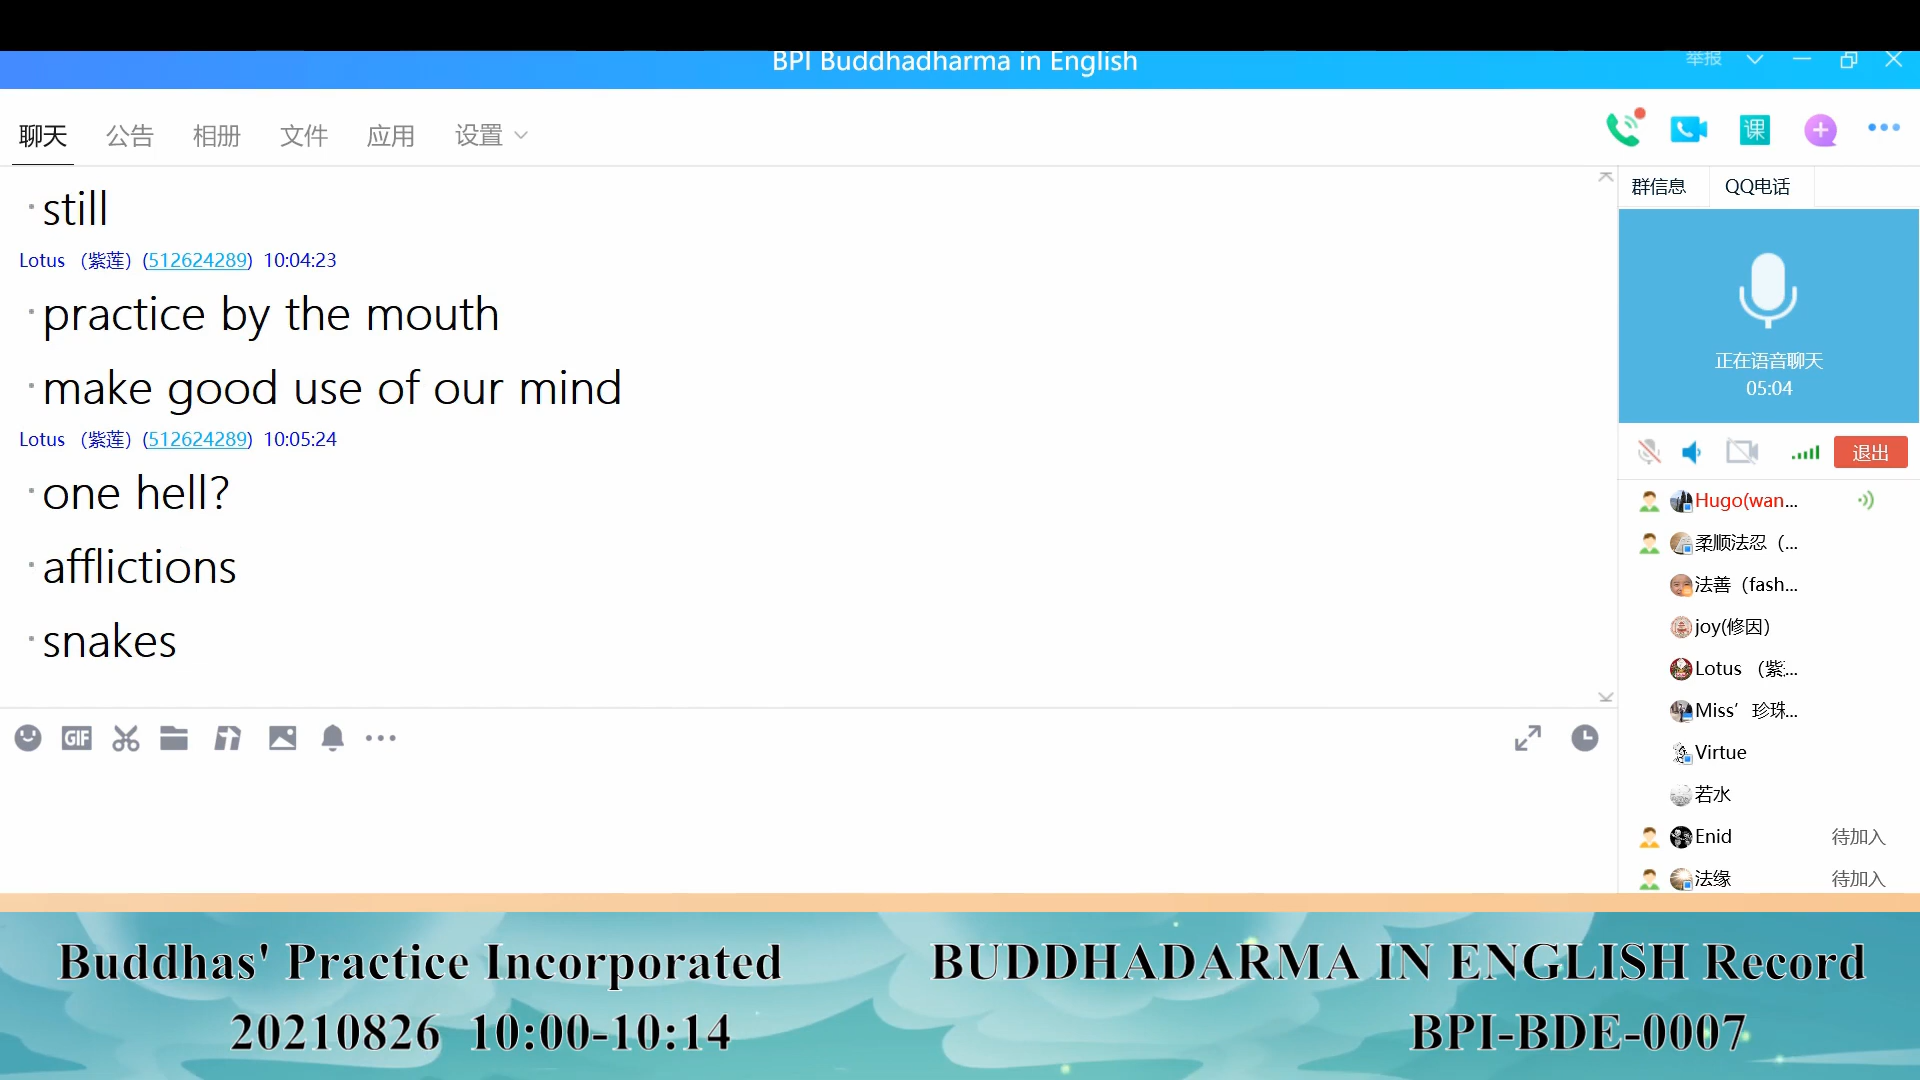 BPI Buddhadharma in English
举报
聊天 公告 相册 文件 应用 设置
课
still
Lotus （紫莲）(512624289) 10:04:23
practice by the mouth
make good use of our mind
Lotus （紫莲）(512624289) 10:05:24
one hell?
afflictions
snakes
GIF
群信息 QQ电话
正在语音聊天
05:04
退出
Hugo(wan...
柔顺法忍（...
法善（fash...
joy(修因)
Lotus （紫...
Miss’ 珍珠...
Virtue
若水
Enid 待加入
法缘 待加入
Buddhas' Practice Incorporated
20210826 10:00-10:14
BUDDHADARMA IN ENGLISH Record
BPI-BDE-0007